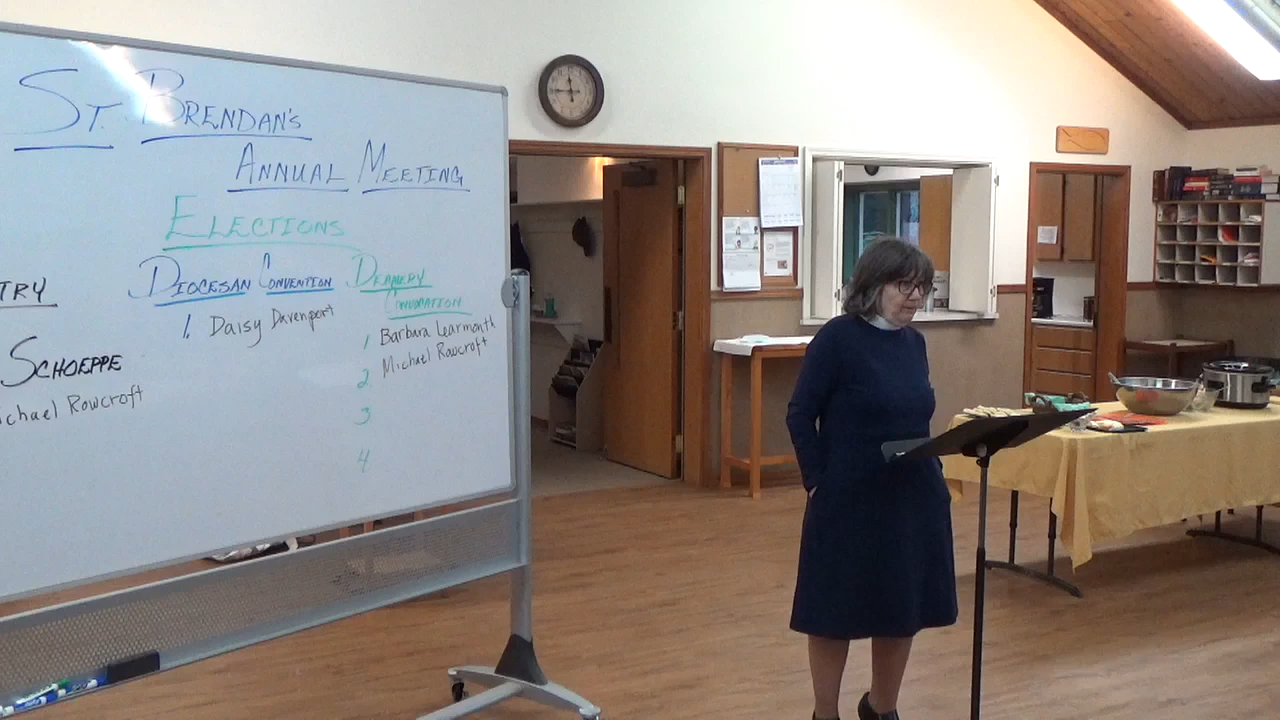 St. Brendan's
Annual Meeting
Elections
try
Diocesan Convention
Deanery
Convocation
1. Daisy Davenport
1 Barbara Learmonth
2 Michael Rowcroft
3
4
Schoeppe
ichael Rowcroft